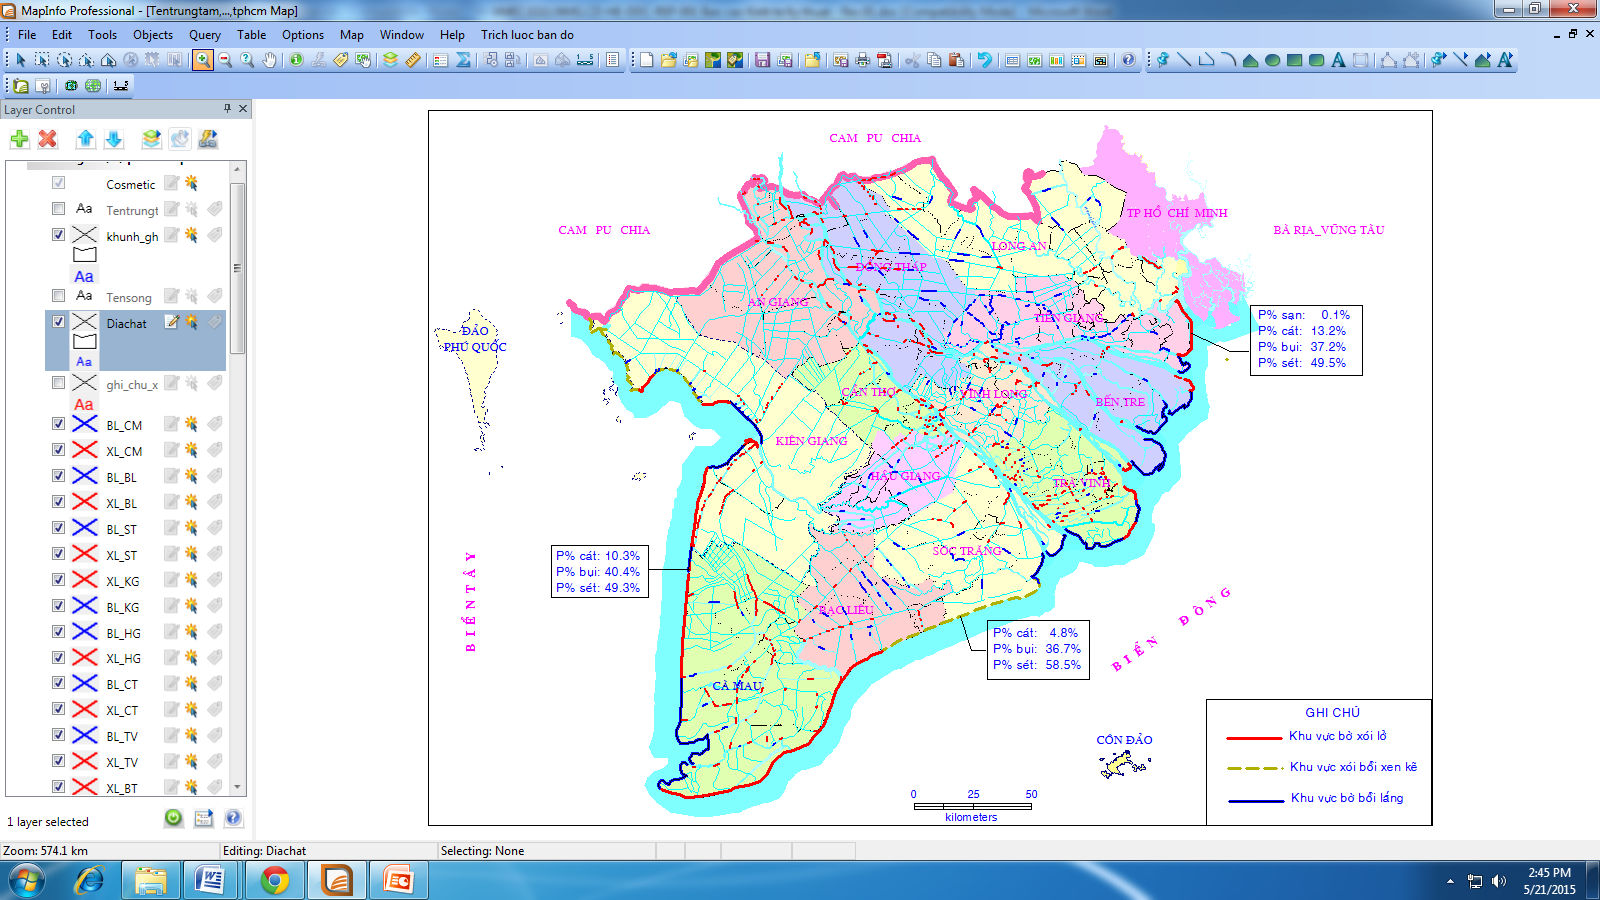 MapInfo Professional - [Tentrungtam,...,tphcm Map]
File Edit Tools Objects Query Table Options Map Window Help Trich luoc ban do
Layer Control
Cosmetic
Aa Tentrungt
khunh_gh
Aa
Aa Tensong
Diachat
Aa
ghi_chu_x
Aa
BL_CM
XL_CM
BL_BL
XL_BL
BL_ST
XL_ST
XL_KG
BL_KG
BL_HG
XL_HG
BL_CT
XL_CT
BL_TV
XL_TV
XL_BT
1 layer selected
CAM PU CHIA
CAM PU CHIA
TP HỒ CHÍ MINH
BÀ RỊA_VŨNG TÀU
LONG AN
ĐỒNG THÁP
AN GIANG
TIỀN GIANG
ĐẢO
PHÚ QUỐC
CẦN THƠ
VĨNH LONG
BẾN TRE
KIÊN GIANG
HẬU GIANG
TRÀ VINH
SÓC TRĂNG
BẠC LIÊU
CÀ MAU
BIỂN TÂY
BIỂN ĐÔNG
CÔN ĐẢO
P% sạn: 0.1%
P% cát: 13.2%
P% bụi: 37.2%
P% sét: 49.5%
P% cát: 10.3%
P% bụi: 40.4%
P% sét: 49.3%
P% cát: 4.8%
P% bụi: 36.7%
P% sét: 58.5%
0 25 50
kilometers
GHI CHÚ
Khu vực bờ xói lở
Khu vực xói bồi xen kẽ
Khu vực bờ bồi lắng
Zoom: 574.1 km Editing: Diachat Selecting: None
2:45 PM
5/21/2015